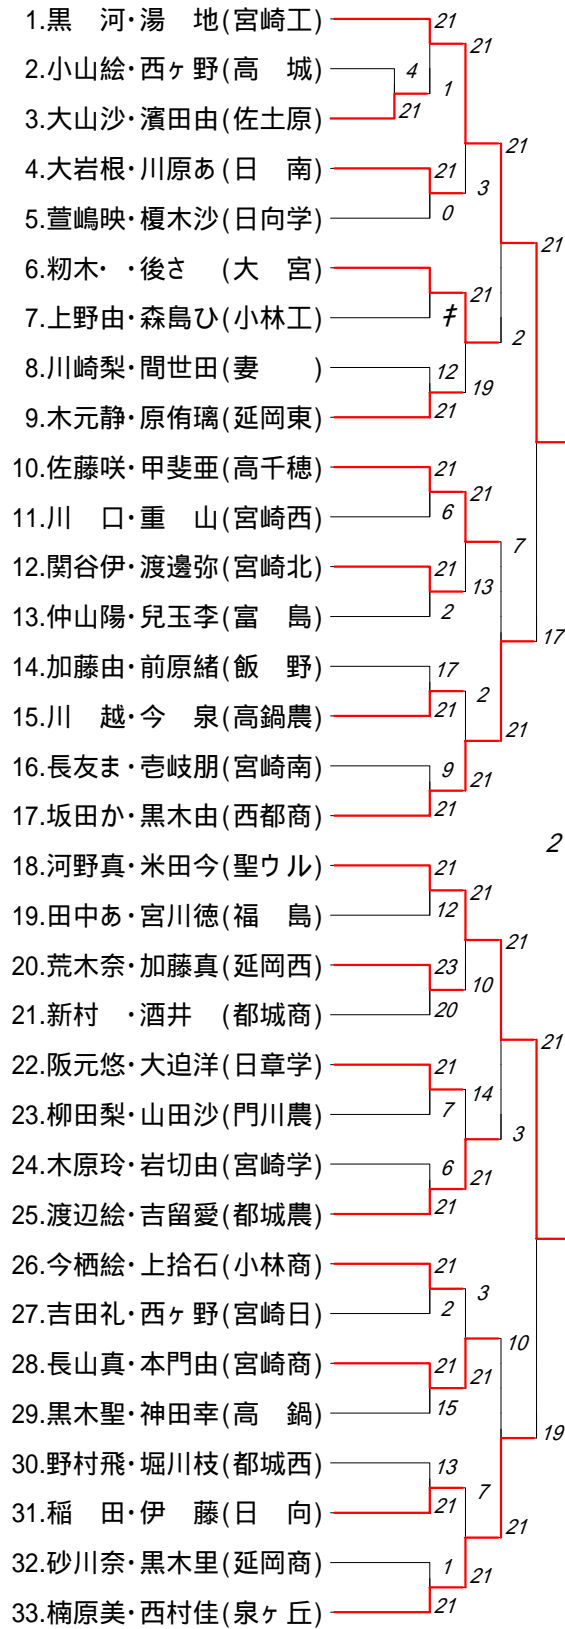 1.黒　河・湯　地(宮崎工)
21
21
2.小山絵・西ヶ野(高　城)
4
1
3.大山沙・濱田由(佐土原)
21
21
4.大岩根・川原あ(日　南)
21
3
5.萱嶋映・榎木沙(日向学)
0
21
6.籾木・・後さ　(大　宮)
21
7.上野由・森島ひ(小林工)
キ
2
8.川崎梨・間世田(妻　　)
12
19
9.木元静・原侑璃(延岡東)
21
10.佐藤咲・甲斐亜(高千穂)
21
21
11.川　口・重　山(宮崎西)
6
7
12.関谷伊・渡邊弥(宮崎北)
21
13
13.仲山陽・兒玉李(富　島)
2
17
14.加藤由・前原緒(飯　野)
17
2
15.川　越・今　泉(高鍋農)
21
21
16.長友ま・壱岐朋(宮崎南)
9
21
17.坂田か・黒木由(西都商)
21
2
18.河野真・米田今(聖ウル)
21
21
19.田中あ・宮川徳(福　島)
12
21
20.荒木奈・加藤真(延岡西)
23
10
21.新村　・酒井　(都城商)
20
21
22.阪元悠・大迫洋(日章学)
21
14
23.柳田梨・山田沙(門川農)
7
3
24.木原玲・岩切由(宮崎学)
6
21
25.渡辺絵・吉留愛(都城農)
21
26.今栖絵・上拾石(小林商)
21
3
27.吉田礼・西ヶ野(宮崎日)
2
10
28.長山真・本門由(宮崎商)
21
21
29.黒木聖・神田幸(高　鍋)
15
19
30.野村飛・堀川枝(都城西)
13
7
31.稲　田・伊　藤(日　向)
21
21
32.砂川奈・黒木里(延岡商)
1
21
33.楠原美・西村佳(泉ヶ丘)
21